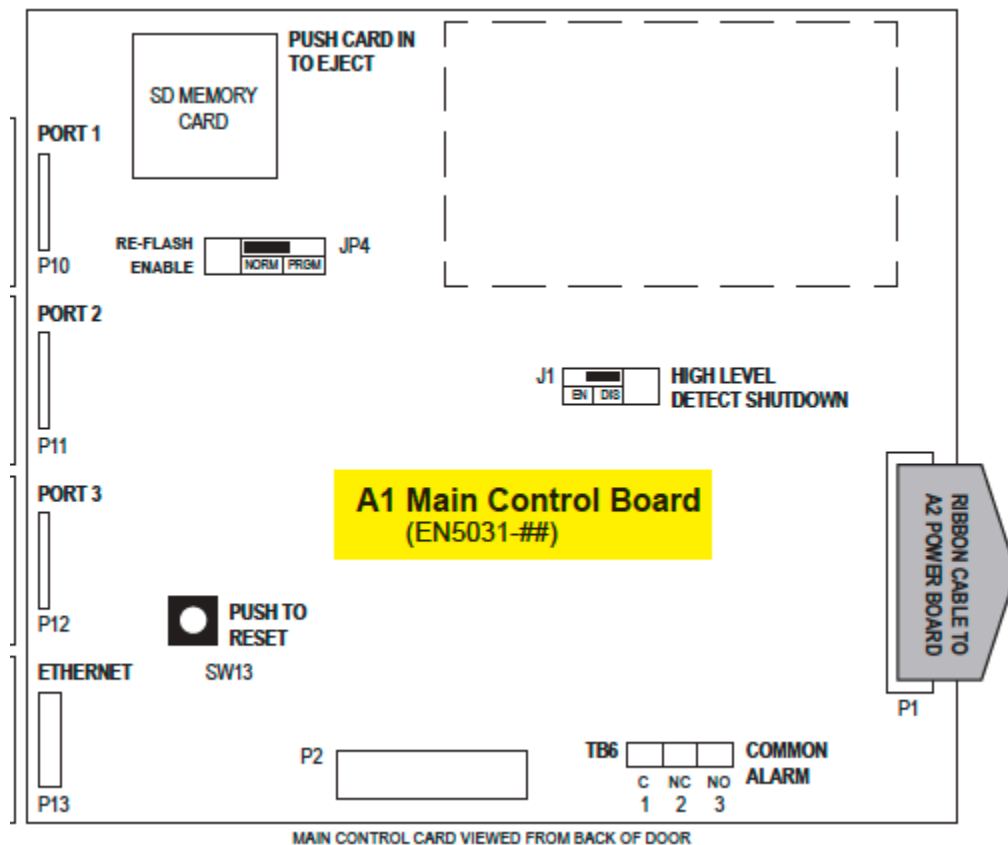 PUSH CARD IN
TO EJECT
SD MEMORY
CARD
PORT 1
P10
RE-FLASH
ENABLE
NORM PRGM
JP4
PORT 2
P11
J1
EN DIS
HIGH LEVEL
DETECT SHUTDOWN
PORT 3
P12
A1 Main Control Board
(EN5031-##)
RIBBON CABLE TO
A2 POWER BOARD
P1
PUSH TO
RESET
SW13
ETHERNET
P13
P2
TB6
C NC NO
1 2 3
COMMON
ALARM
MAIN CONTROL CARD VIEWED FROM BACK OF DOOR